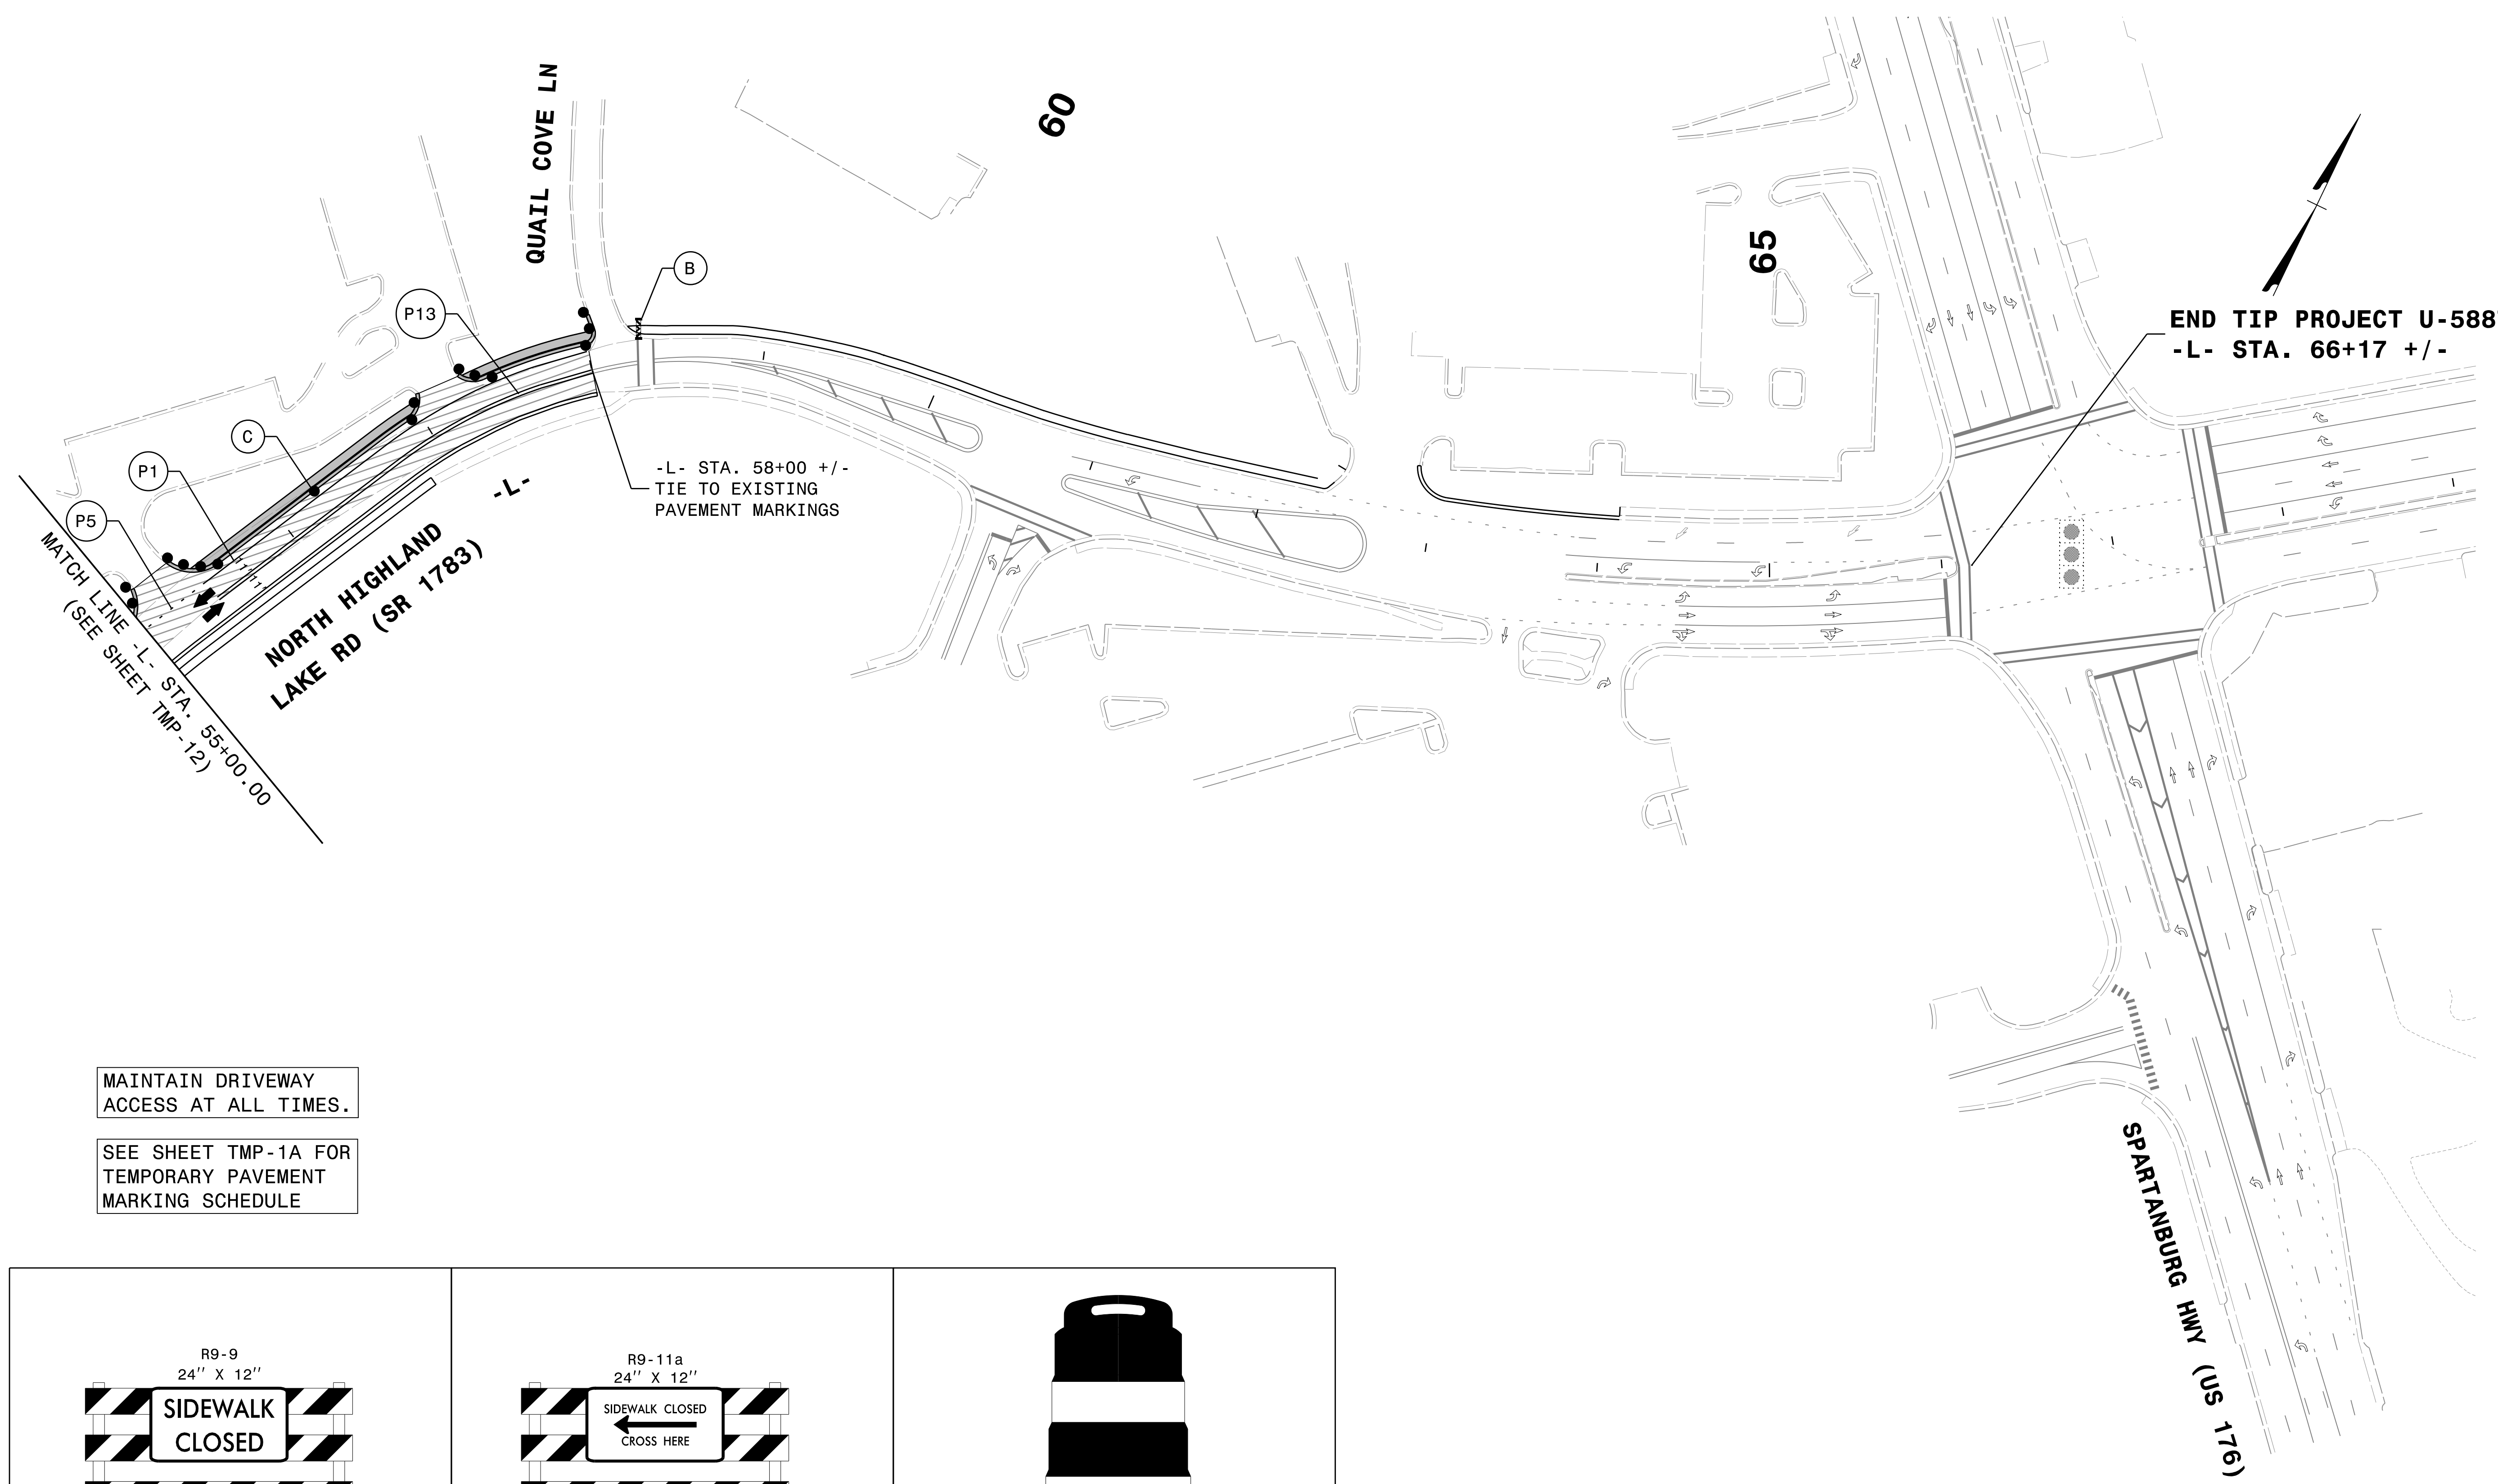 QUAIL COVE LN
60
65
B
P13
C
P1
P5
END TIP PROJECT U-588
-L- STA. 66+17 +/-
-L- STA. 58+00 +/-
TIE TO EXISTING
PAVEMENT MARKINGS
-L-
NORTH HIGHLAND
LAKE RD (SR 1783)
MATCH LINE -L- STA. 55+00.00
(SEE SHEET TMP-12)
MAINTAIN DRIVEWAY
ACCESS AT ALL TIMES.
SEE SHEET TMP-1A FOR
TEMPORARY PAVEMENT
MARKING SCHEDULE
SPARTANBURG HWY (US 176)
R9-9
24'' X 12''
SIDEWALK
CLOSED
R9-11a
24'' X 12''
SIDEWALK CLOSED
CROSS HERE